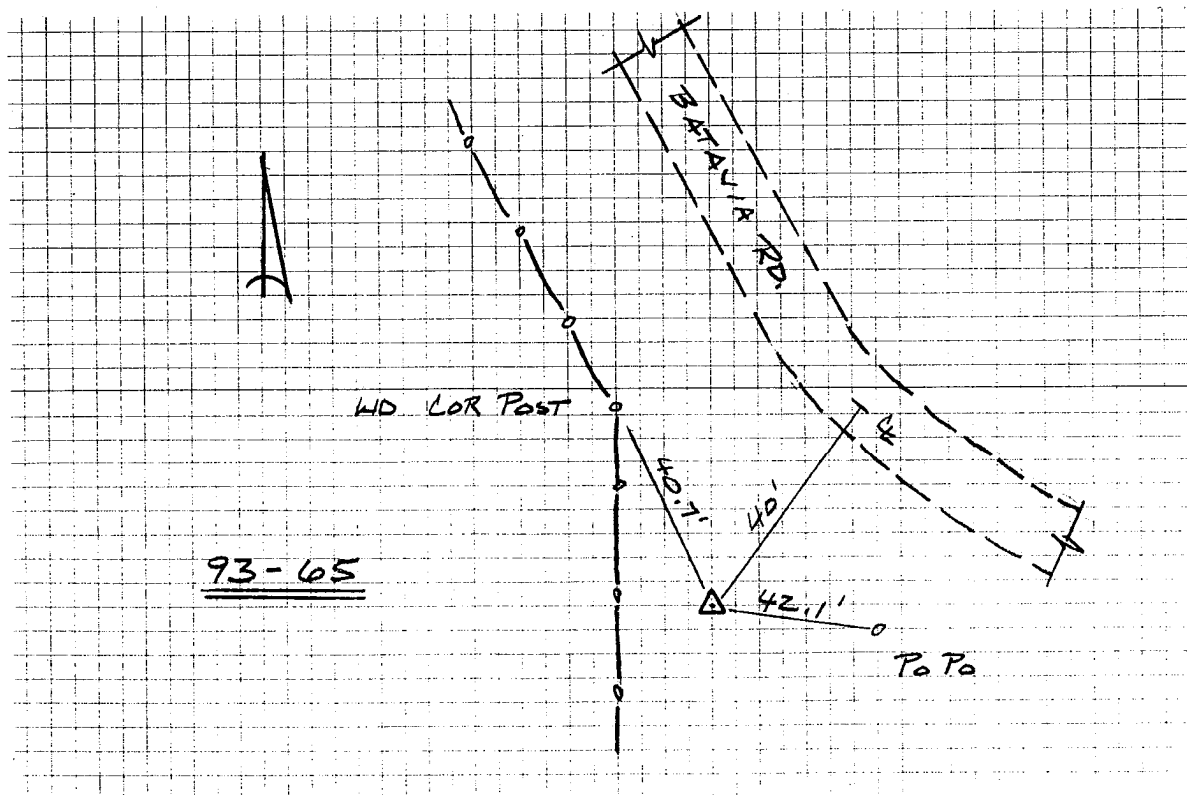 BATAVIA RD.
WD COR POST
40.7'
40'
℄
93-65
42.1'
Po Po